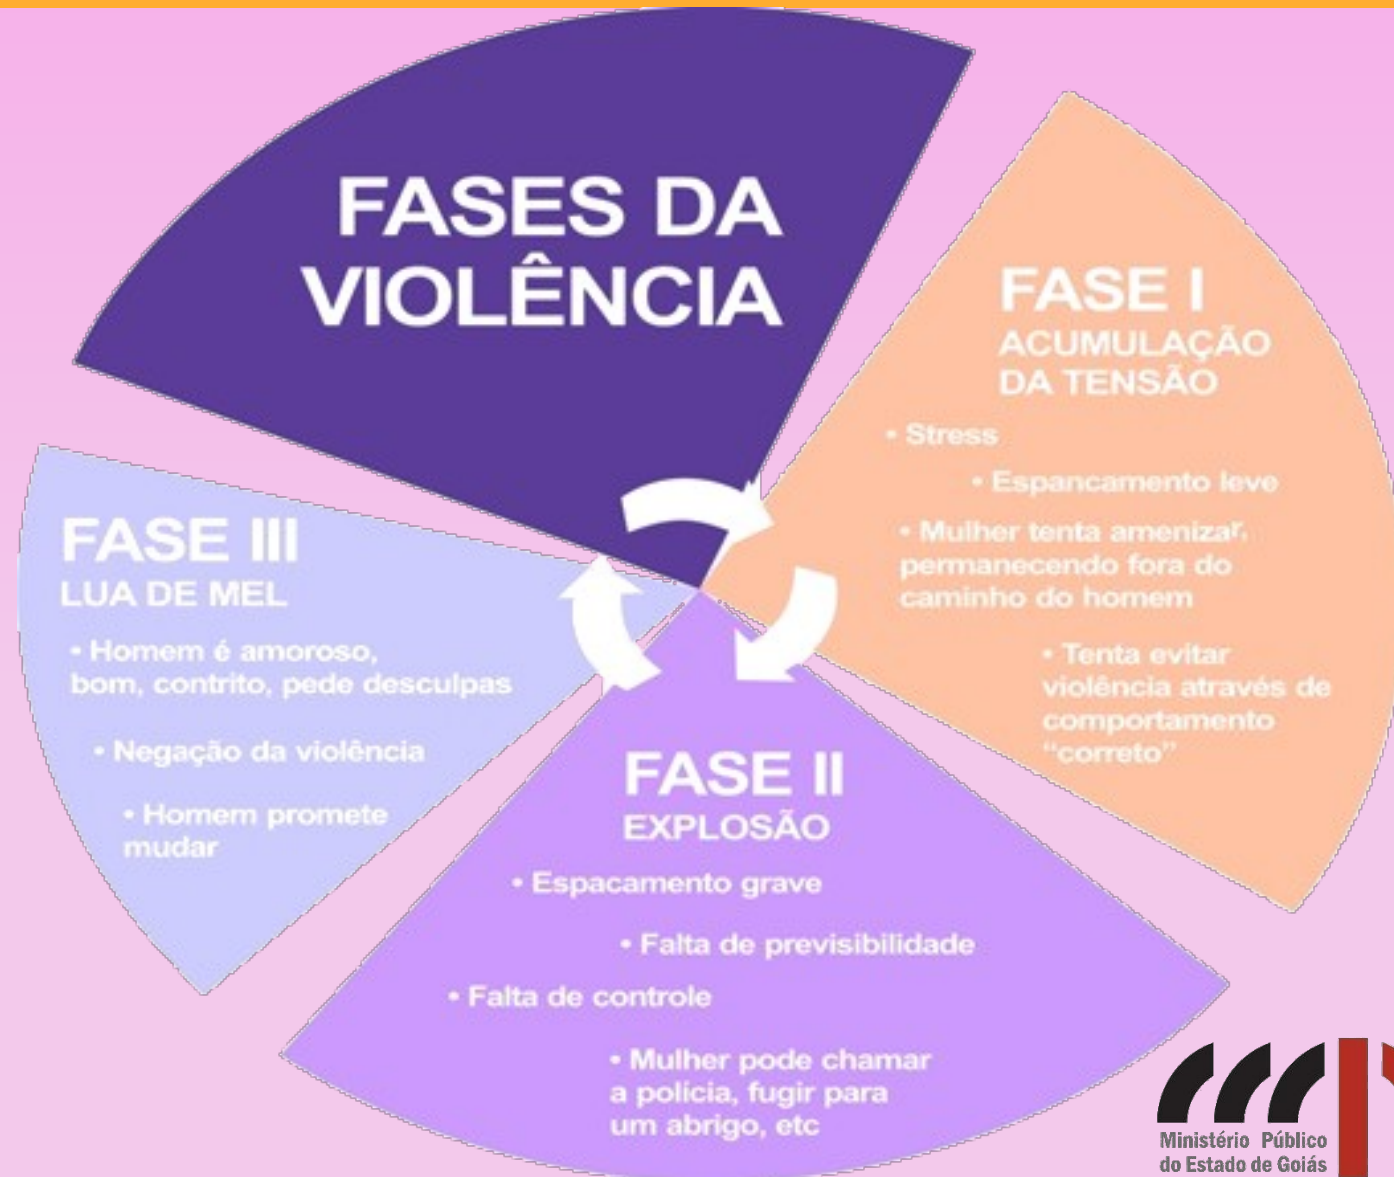 FASES DA
VIOLÊNCIA
FASE I
ACUMULAÇÃO
DA TENSÃO
• Stress
• Espancamento leve
• Mulher tenta amenizar,
permanecendo fora do
caminho do homem
• Tenta evitar
violência através de
comportamento
“correto”
FASE II
EXPLOSÃO
• Espacamento grave
• Falta de previsibilidade
• Falta de controle
• Mulher pode chamar
a polícia, fugir para
um abrigo, etc
FASE III
LUA DE MEL
• Homem é amoroso,
bom, contrito, pede desculpas
• Negação da violência
• Homem promete
mudar
Ministério Público
do Estado de Goiás